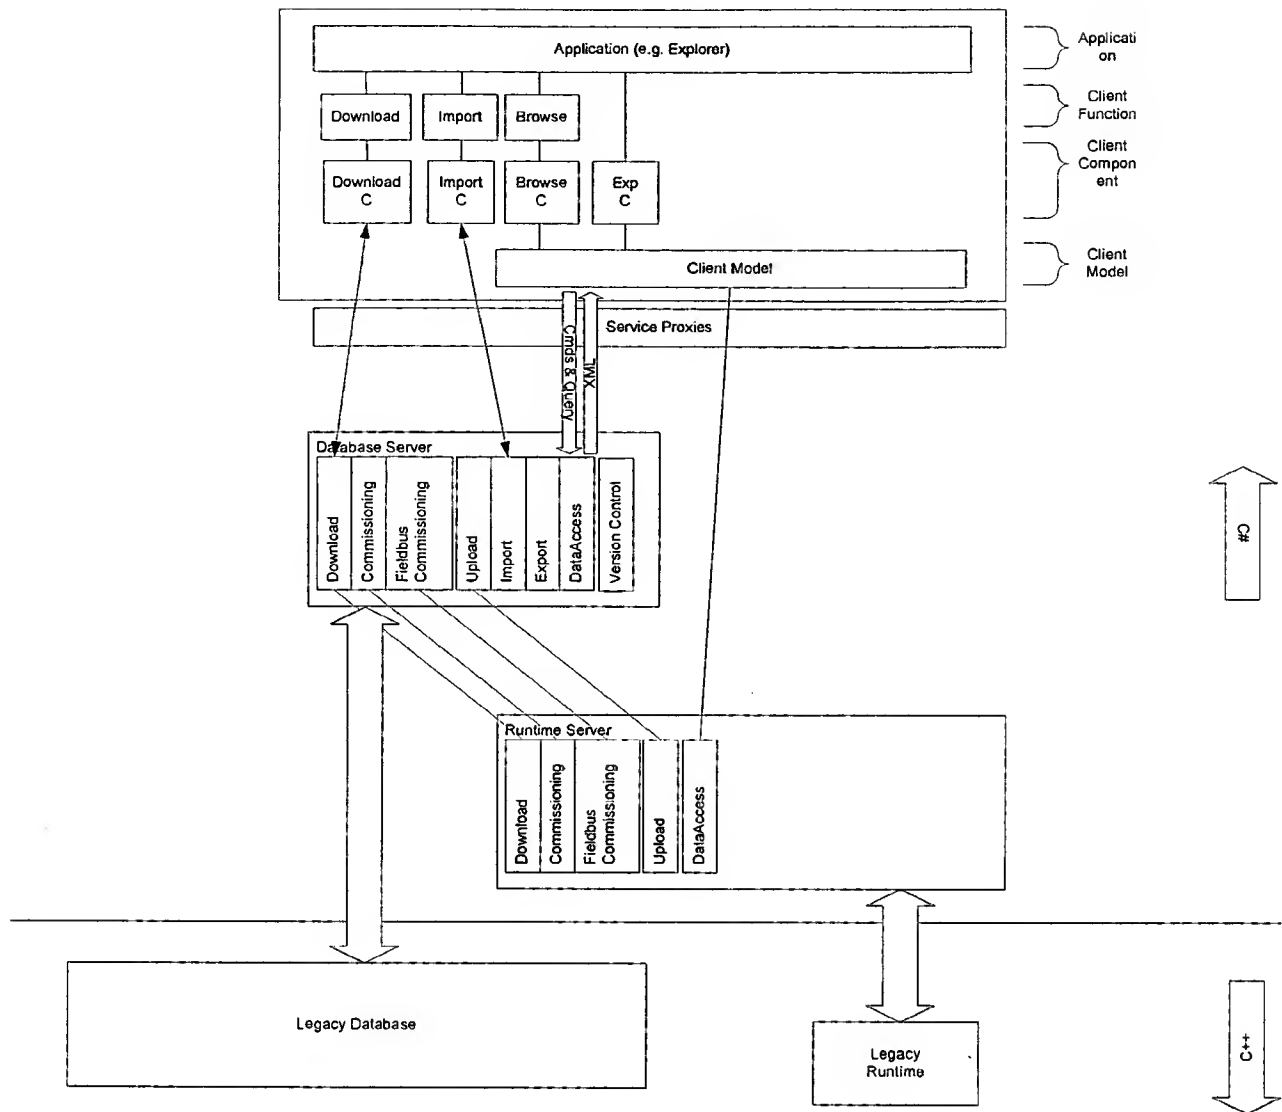 Application (e.g. Explorer)
Applicati
on
Download
Import
Browse
Client
Function
Download
C
Import
C
Browse
C
Exp
C
Client
Compon
ent
Client Model
Client
Model
Service Proxies
Cmds & Query
XML
Database Server
Download
Commissioning
Fieldbus
Commissioning
Upload
Import
Export
DataAccess
Version Control
C#
Runtime Server
Download
Commissioning
Fieldbus
Commissioning
Upload
DataAccess
Legacy Database
Legacy
Runtime
C++